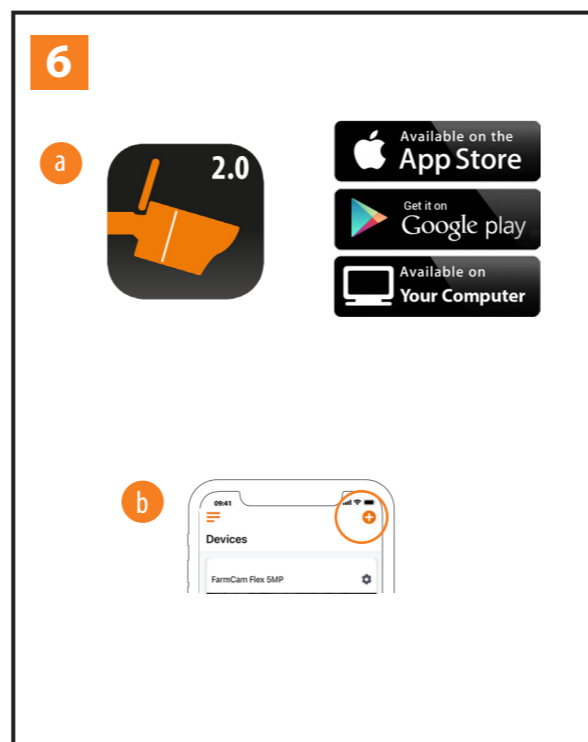 6
a
2.0
Available on the
App Store
Get it on
Google play
Available on
Your Computer
b
09:41
Devices
FarmCam Flex 5MP